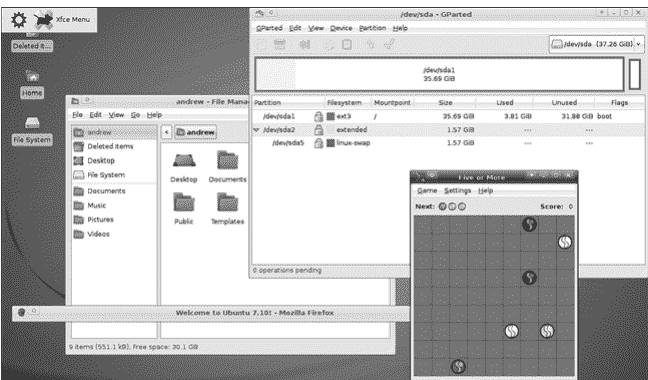 Xfce Menu
Deleted it...
Home
File System
/dev/sda - GParted
GParted Edit View Device Partition Help
/dev/sda (37.26 GiB)
/dev/sda1
35.69 GiB
Partition Filesystem Mountpoint Size Used Unused Flags
/dev/sda1 ext3 / 35.69 GiB 3.81 GiB 31.88 GiB boot
/dev/sda2 extended 1.57 GiB --- ---
/dev/sda5 linux-swap 1.57 GiB --- ---
0 operations pending
andrew - File Manag
File Edit View Go Help
andrew
Deleted items
Desktop
File System
Documents
Music
Pictures
Videos
andrew
Desktop Documents
Public Templates
9 items (551.1 kB), Free space: 30.1 GB
Welcome to Ubuntu 7.10! - Mozilla Firefox
Five or More
Game Settings Help
Next: Score: 0